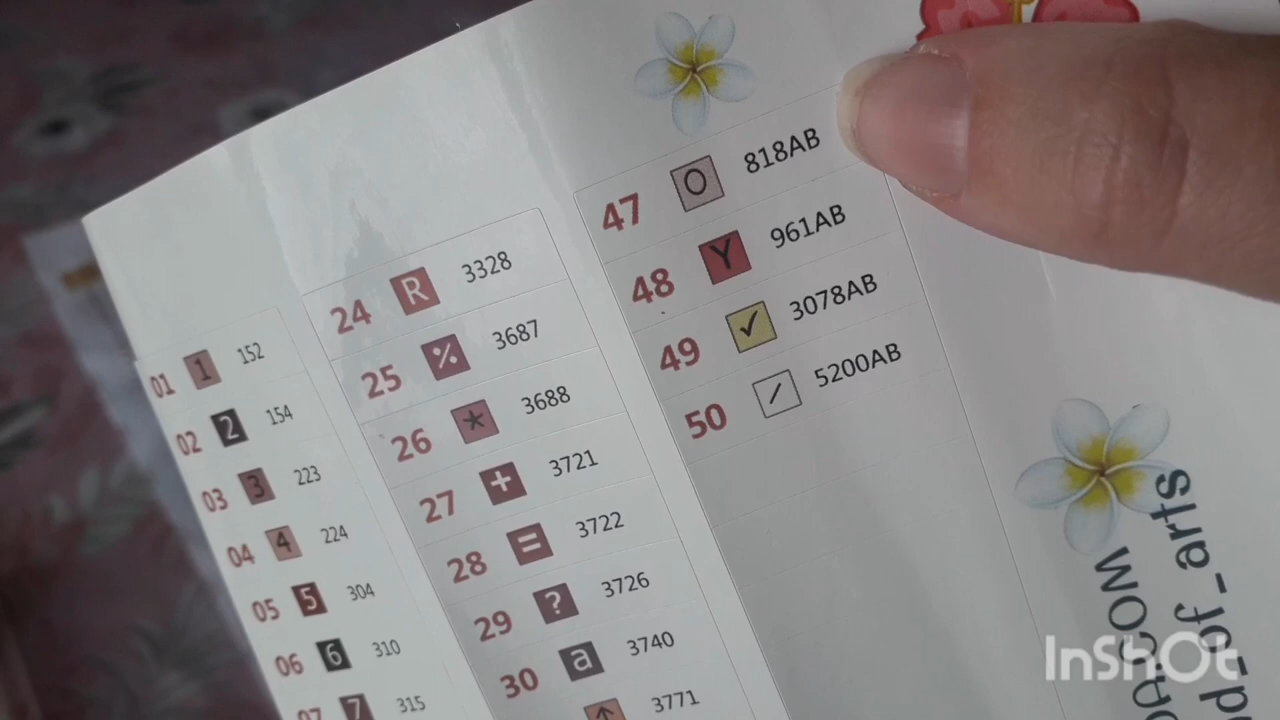 01 1 152
02 2 154
03 3 223
04 4 224
05 5 304
06 6 310
07 7 315
24 R 3328
25 % 3687
26 * 3688
27 + 3721
28 = 3722
29 ? 3726
30 a 3740
↑ 3771
47 O 818AB
48 Y 961AB
49 ✓ 3078AB
50 / 5200AB
_of_arts
InShOt